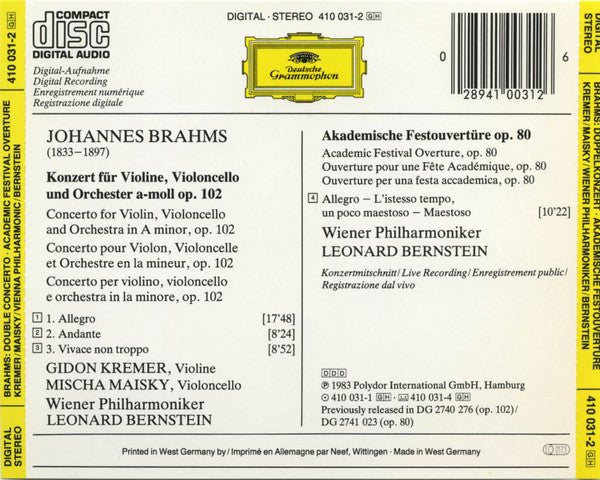 410 031-2 GH
BRAHMS: DOUBLE CONCERTO · ACADEMIC FESTIVAL OVERTURE
KREMER/MAISKY/VIENNA PHILHARMONIC/BERNSTEIN
DIGITAL
STEREO
COMPACT
disc
DIGITAL AUDIO
DIGITAL · STEREO 410 031-2 GH
Deutsche
Grammophon
0
28941 00312
6
Digital-Aufnahme
Digital Recording
Enregistrement numérique
Registrazione digitale
JOHANNES BRAHMS
(1833–1897)
Konzert für Violine, Violoncello
und Orchester a-moll op. 102
Concerto for Violin, Violoncello
and Orchestra in A minor, op. 102
Concerto pour Violon, Violoncelle
et Orchestre en la mineur, op. 102
Concerto per violino, violoncello
e orchestra in la minore, op. 102
1 1. Allegro [17'48]
2 2. Andante [8'24]
3 3. Vivace non troppo [8'52]
GIDON KREMER, Violine
MISCHA MAISKY, Violoncello
Wiener Philharmoniker
LEONARD BERNSTEIN
Akademische Festouvertüre op. 80
Academic Festival Overture, op. 80
Ouverture pour une Fête Académique, op. 80
Ouverture per una festa accademica, op. 80
4 Allegro – L'istesso tempo,
un poco maestoso – Maestoso [10'22]
Wiener Philharmoniker
LEONARD BERNSTEIN
Konzertmitschnitt/Live Recording/Enregistrement public/
Registrazione dal vivo
DDD
℗ 1983 Polydor International GmbH, Hamburg
410 031-1 GH · 410 031-4 GH
Previously released in DG 2740 276 (op. 102)/
DG 2741 023 (op. 80)
Printed in West Germany by/Imprimé en Allemagne par Neef, Wittingen · Made in West Germany
DIGITAL
STEREO
BRAHMS: DOPPELKONZERT · AKADEMISCHE FESTOUVERTÜRE
KREMER/MAISKY/WIENER PHILHARMONIKER/BERNSTEIN
410 031-2 GH